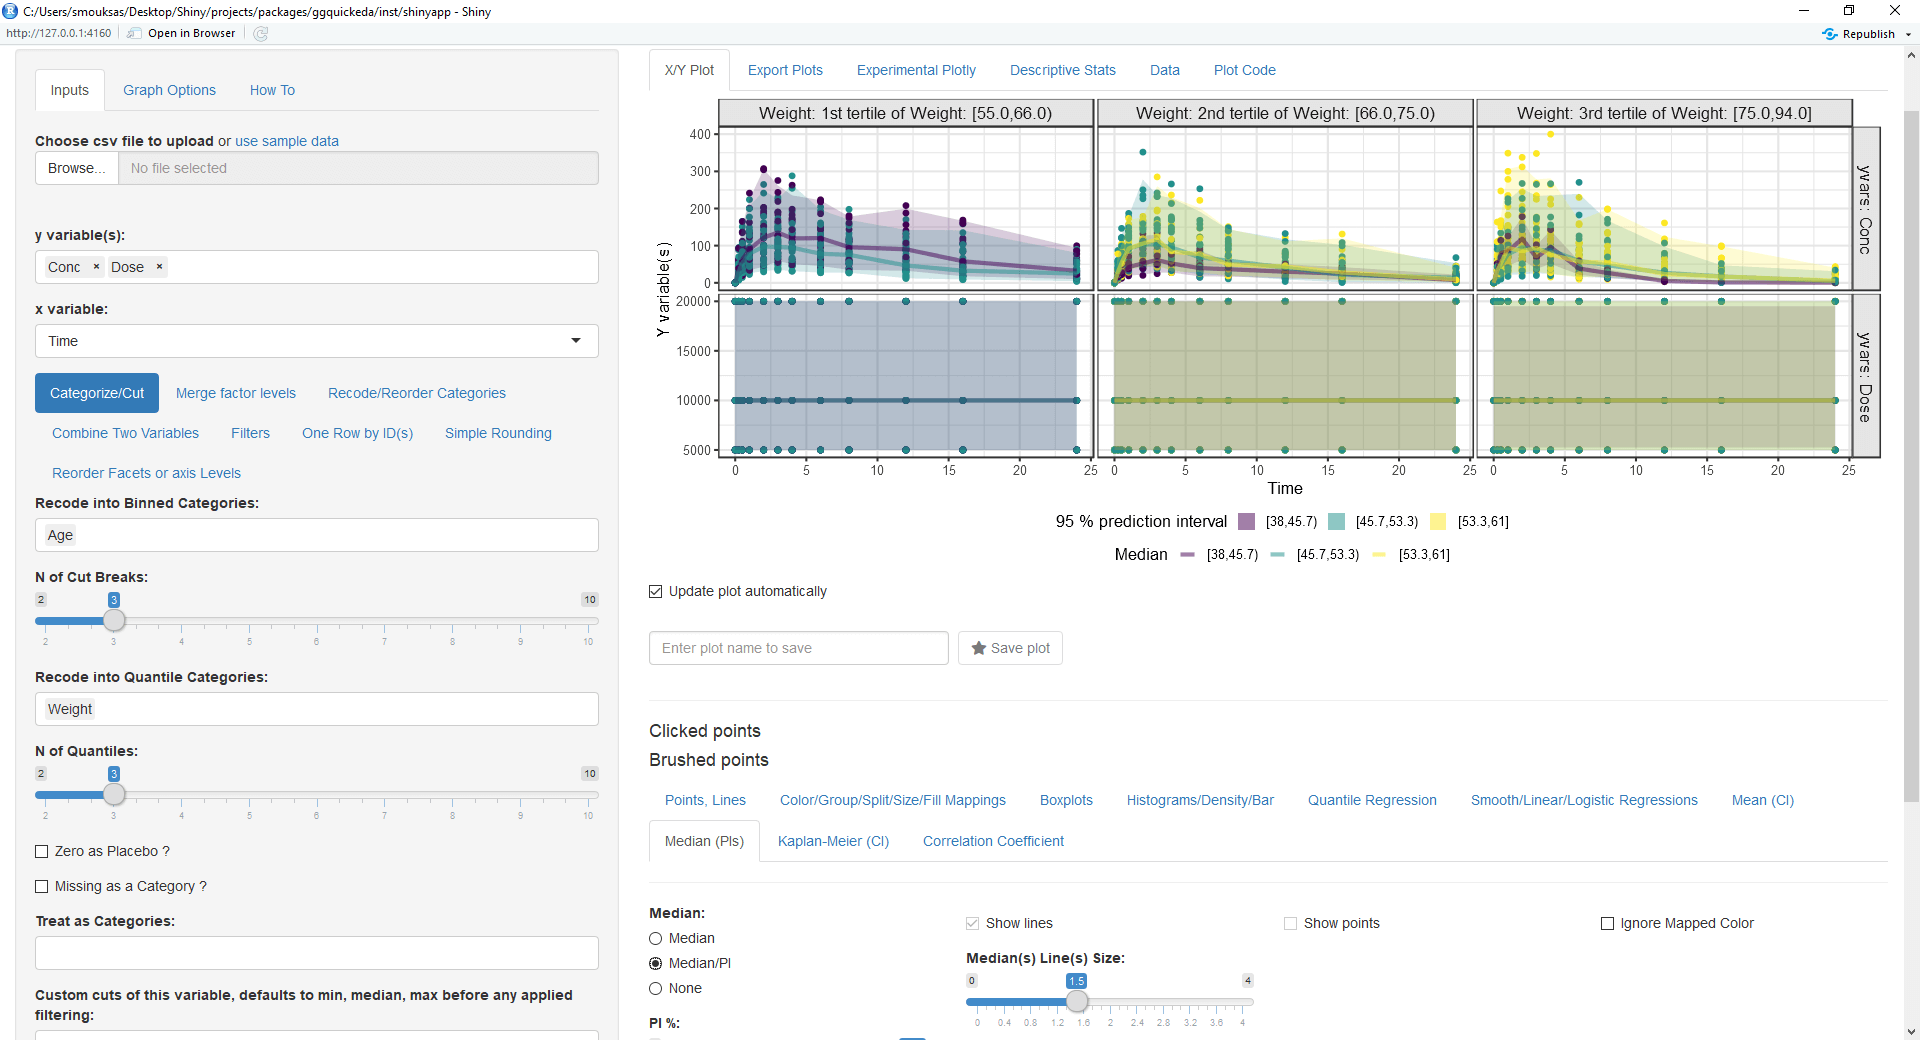 C:/Users/smouksas/Desktop/Shiny/projects/packages/ggquickeda/inst/shinyapp - Shiny
http://127.0.0.1:4160 Open in Browser Republish
Inputs Graph Options How To
Choose csv file to upload or use sample data
Browse... No file selected
y variable(s):
Conc × Dose ×
x variable:
Time
Categorize/Cut Merge factor levels Recode/Reorder Categories
Combine Two Variables Filters One Row by ID(s) Simple Rounding
Reorder Facets or axis Levels
Recode into Binned Categories:
Age
N of Cut Breaks:
2 3 10
2 3 4 5 6 7 8 9 10
Recode into Quantile Categories:
Weight
N of Quantiles:
2 3 10
2 3 4 5 6 7 8 9 10
Zero as Placebo ?
Missing as a Category ?
Treat as Categories:
Custom cuts of this variable, defaults to min, median, max before any applied
filtering:
X/Y Plot Export Plots Experimental Plotly Descriptive Stats Data Plot Code
Weight: 1st tertile of Weight: [55.0,66.0) Weight: 2nd tertile of Weight: [66.0,75.0) Weight: 3rd tertile of Weight: [75.0,94.0]
400
300
200
100
0
yvars: Conc
Y variable(s)
20000
15000
10000
5000
yvars: Dose
0 5 10 15 20 25 0 5 10 15 20 25 0 5 10 15 20 25
Time
95 % prediction interval [38,45.7) [45.7,53.3) [53.3,61]
Median [38,45.7) [45.7,53.3) [53.3,61]
Update plot automatically
Enter plot name to save Save plot
Clicked points
Brushed points
Points, Lines Color/Group/Split/Size/Fill Mappings Boxplots Histograms/Density/Bar Quantile Regression Smooth/Linear/Logistic Regressions Mean (CI)
Median (PIs) Kaplan-Meier (CI) Correlation Coefficient
Median:
Median
Median/PI
None
PI %:
Show lines Show points Ignore Mapped Color
Median(s) Line(s) Size:
0 1.5 4
0 0.4 0.8 1.2 1.6 2 2.4 2.8 3.2 3.6 4